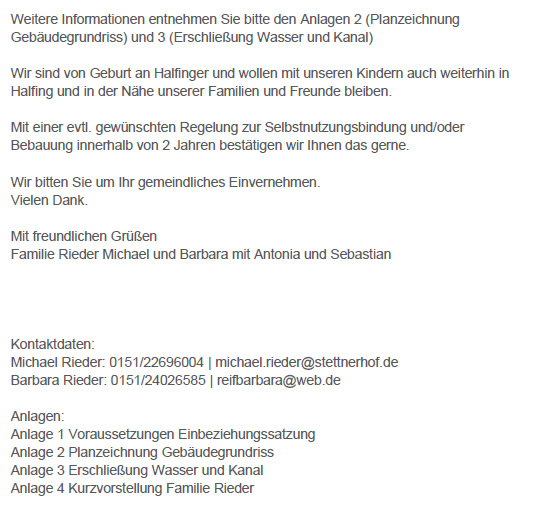 Weitere Informationen entnehmen Sie bitte den Anlagen 2 (Planzeichnung
Gebäudegrundriss) und 3 (Erschließung Wasser und Kanal)
Wir sind von Geburt an Halfinger und wollen mit unseren Kindern auch weiterhin in
Halfing und in der Nähe unserer Familien und Freunde bleiben.
Mit einer evtl. gewünschten Regelung zur Selbstnutzungsbindung und/oder
Bebauung innerhalb von 2 Jahren bestätigen wir Ihnen das gerne.
Wir bitten Sie um Ihr gemeindliches Einvernehmen.
Vielen Dank.
Mit freundlichen Grüßen
Familie Rieder Michael und Barbara mit Antonia und Sebastian
Kontaktdaten:
Michael Rieder: 0151/22696004 | michael.rieder@stettnerhof.de
Barbara Rieder: 0151/24026585 | reifbarbara@web.de
Anlagen:
Anlage 1 Voraussetzungen Einbeziehungssatzung
Anlage 2 Planzeichnung Gebäudegrundriss
Anlage 3 Erschließung Wasser und Kanal
Anlage 4 Kurzvorstellung Familie Rieder